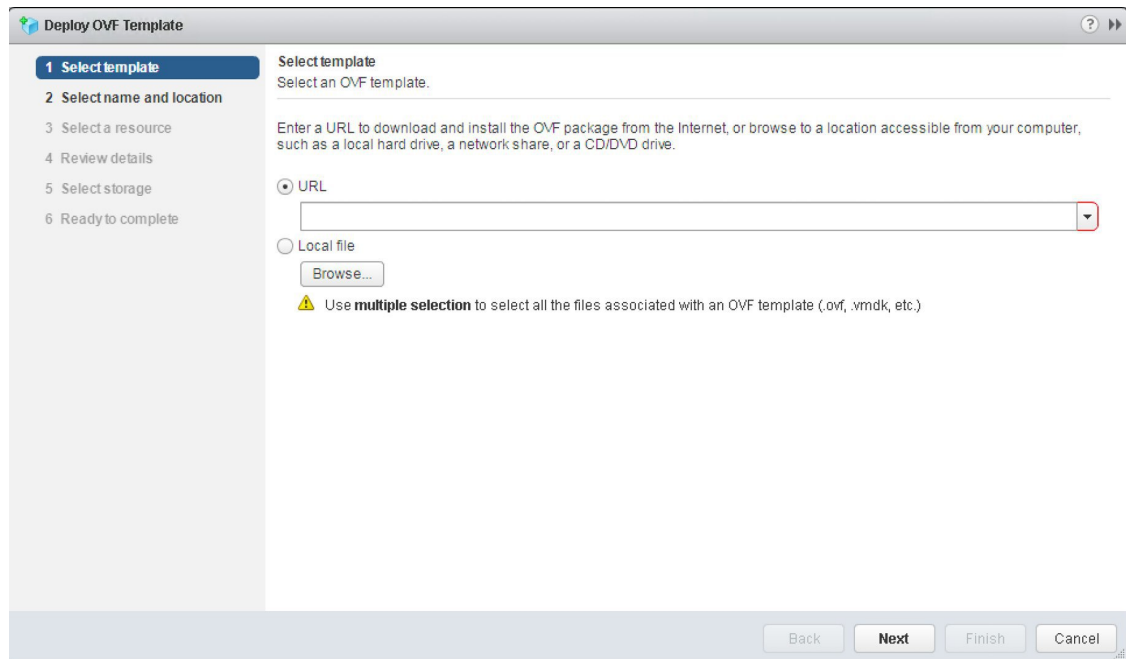 Deploy OVF Template
?
1 Select template
2 Select name and location
3 Select a resource
4 Review details
5 Select storage
6 Ready to complete
Select template
Select an OVF template.
Enter a URL to download and install the OVF package from the Internet, or browse to a location accessible from your computer,
such as a local hard drive, a network share, or a CD/DVD drive.
URL
Local file
Browse...
Use multiple selection to select all the files associated with an OVF template (.ovf, .vmdk, etc.)
Back
Next
Finish
Cancel